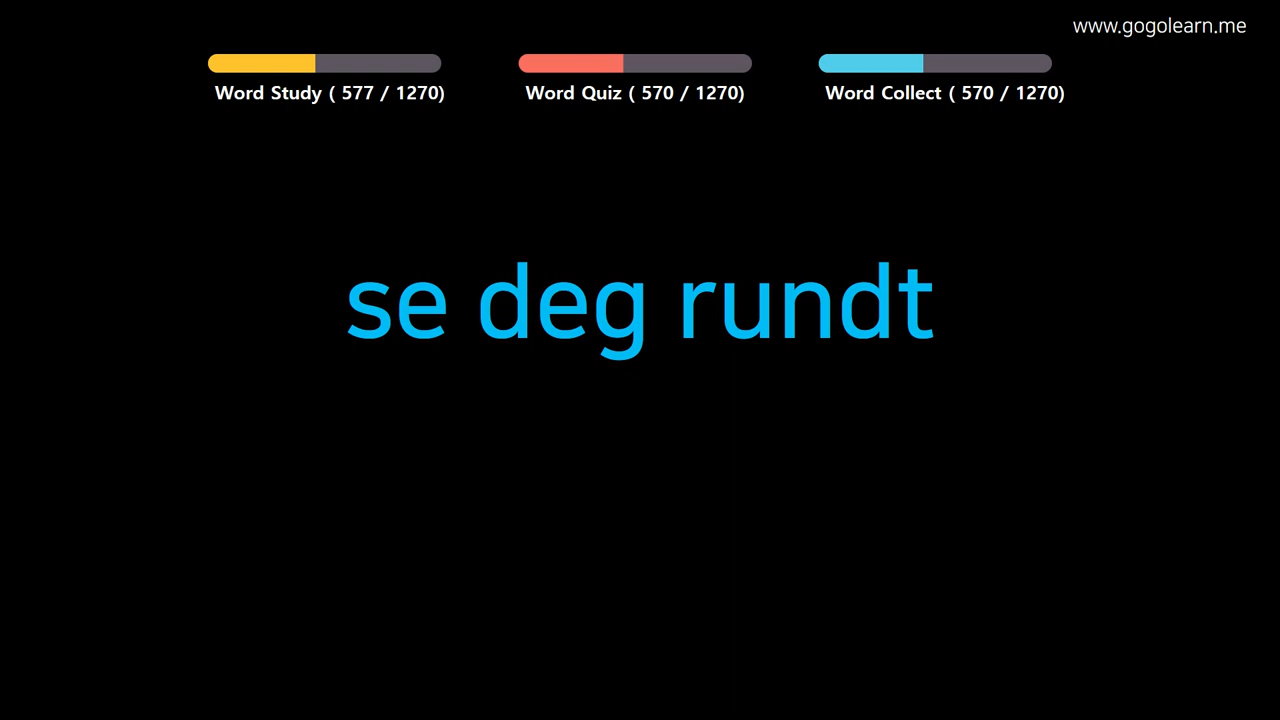 www.gogolearn.me
Word Study ( 577 / 1270)
Word Quiz ( 570 / 1270)
Word Collect ( 570 / 1270)
se deg rundt